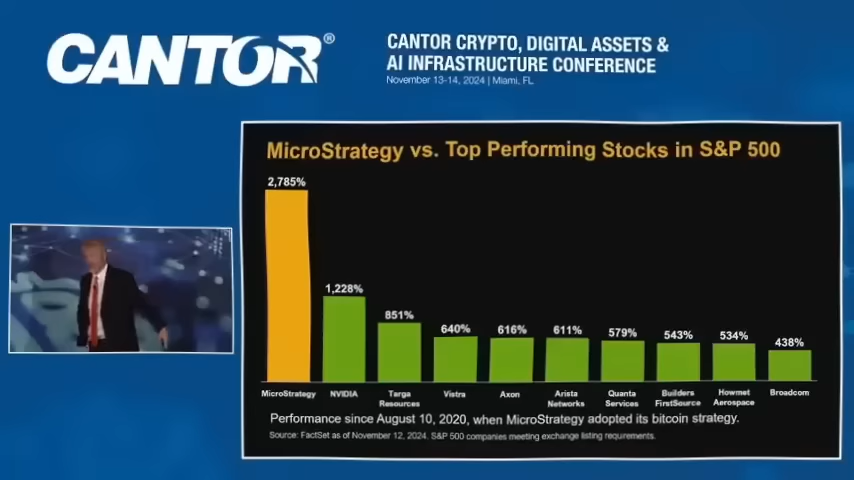 CANTOR®
CANTOR CRYPTO, DIGITAL ASSETS &
AI INFRASTRUCTURE CONFERENCE
November 13-14, 2024 | Miami, FL
MicroStrategy vs. Top Performing Stocks in S&P 500
2,785%
1,228%
851%
640%
616%
611%
579%
543%
534%
438%
MicroStrategy
NVIDIA
Targa
Resources
Vistra
Axon
Arista
Networks
Quanta
Services
Builders
FirstSource
Howmet
Aerospace
Broadcom
Performance since August 10, 2020, when MicroStrategy adopted its bitcoin strategy.
Source: FactSet as of November 12, 2024. S&P 500 companies meeting exchange listing requirements.